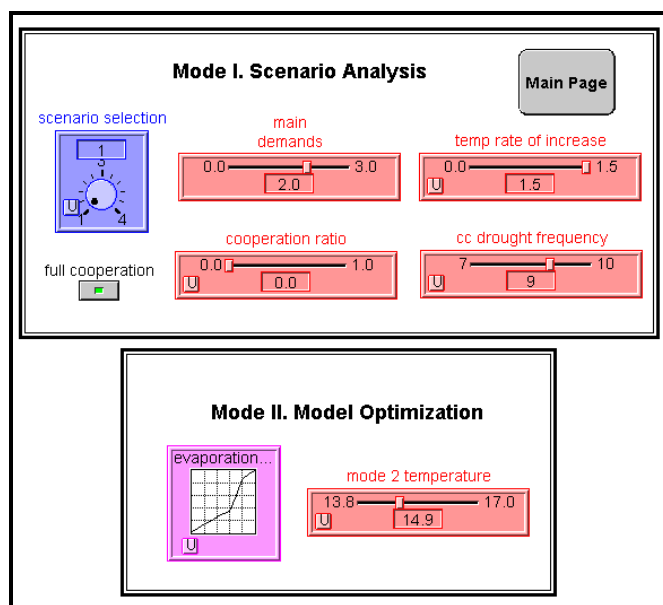 Mode I. Scenario Analysis
Main Page
scenario selection
1
3
1
4
U
main
demands
0.0
3.0
2.0
temp rate of increase
0.0
1.5
U
1.5
full cooperation
cooperation ratio
0.0
1.0
U
0.0
cc drought frequency
7
10
U
9
Mode II. Model Optimization
evaporation...
U
mode 2 temperature
13.8
17.0
U
14.9